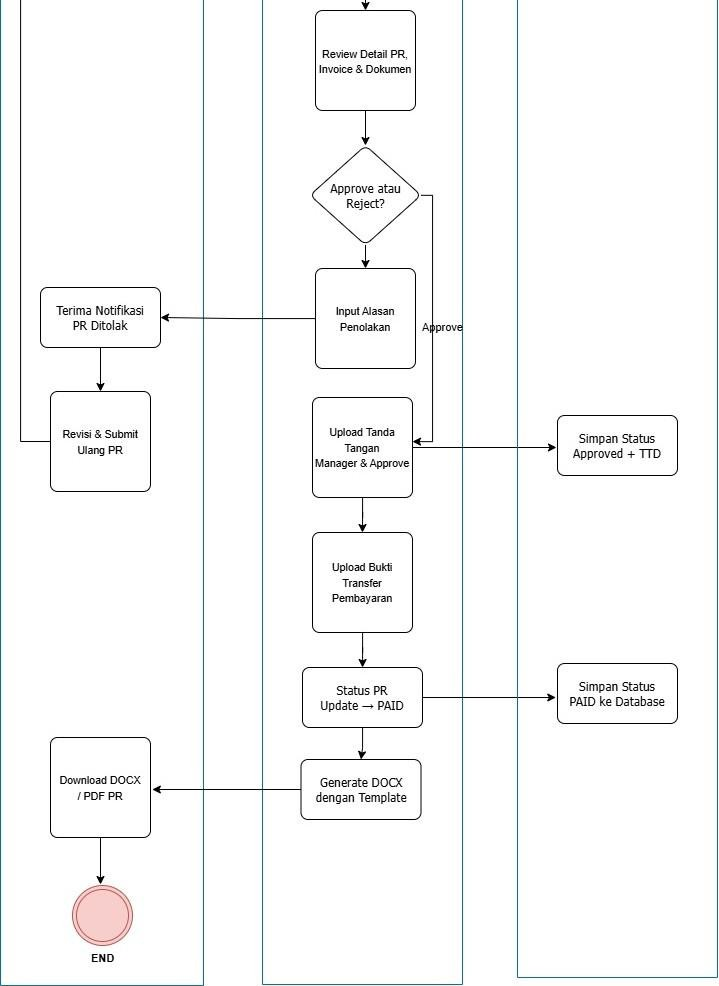 Review Detail PR,
Invoice & Dokumen
Approve atau
Reject?
Input Alasan
Penolakan
Approve
Terima Notifikasi
PR Ditolak
Revisi & Submit
Ulang PR
Upload Tanda
Tangan
Manager & Approve
Simpan Status
Approved + TTD
Upload Bukti
Transfer
Pembayaran
Status PR
Update → PAID
Simpan Status
PAID ke Database
Generate DOCX
dengan Template
Download DOCX
/ PDF PR
END